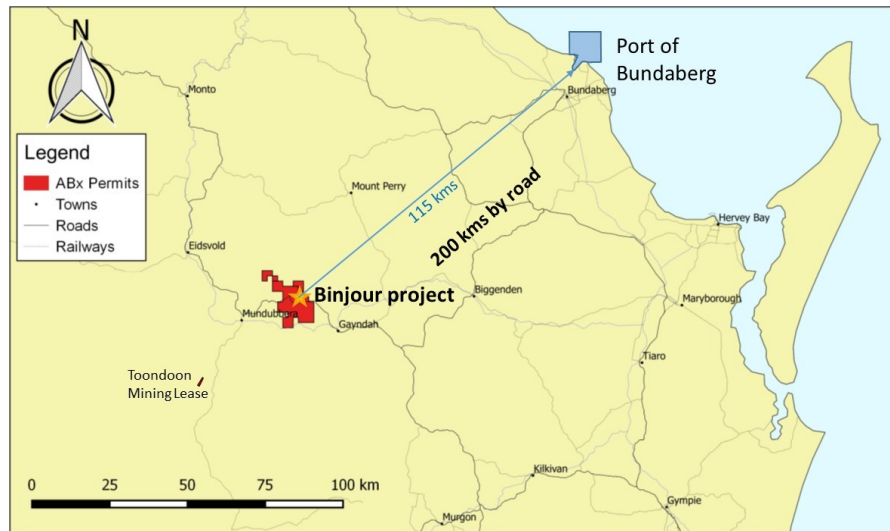 N
Port of
Bundaberg
Monto
Bundaberg
Legend
ABx Permits
Towns
Roads
Railways
Mount Perry
115 kms
200 kms by road
Hervey Bay
Eidsvold
Binjour project
Biggenden
Maryborough
Mundubbera
Gayndah
Tiaro
Toondoon
Mining Lease
Kilkivan
Gympie
Murgon
0 25 50 75 100 km